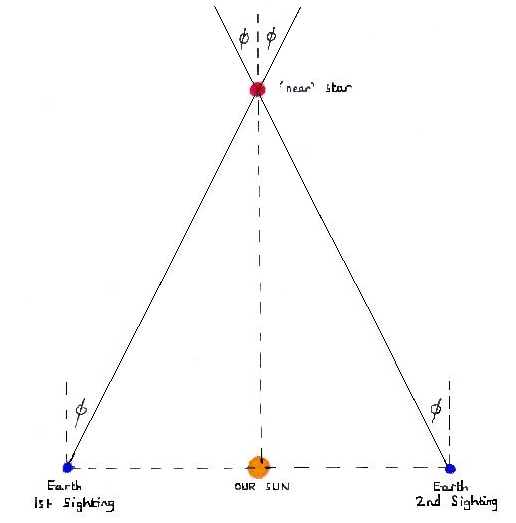 ϕ ϕ
'near' Star
ϕ ϕ
Earth OUR SUN Earth
1st Sighting 2nd Sighting